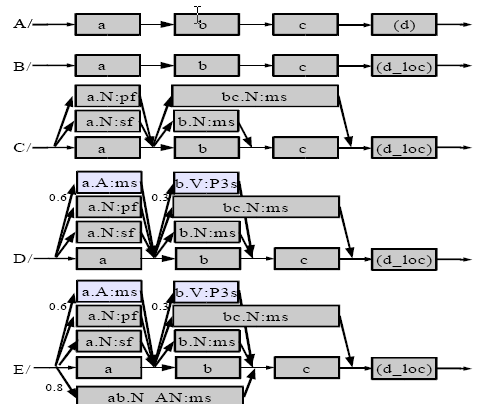 A/ a b c (d)
B/ a b c (d_loc)
a.N:pf bc.N:ms
a.N:sf b.N:ms
C/ a b c (d_loc)
a.A:ms b.V:P3s
0.6 a.N:pf 0.3 bc.N:ms
a.N:sf b.N:ms
D/ a b c (d_loc)
a.A:ms b.V:P3s
0.6 a.N:pf 0.3 bc.N:ms
a.N:sf b.N:ms
E/ a b c (d_loc)
0.8 ab.N_AN:ms